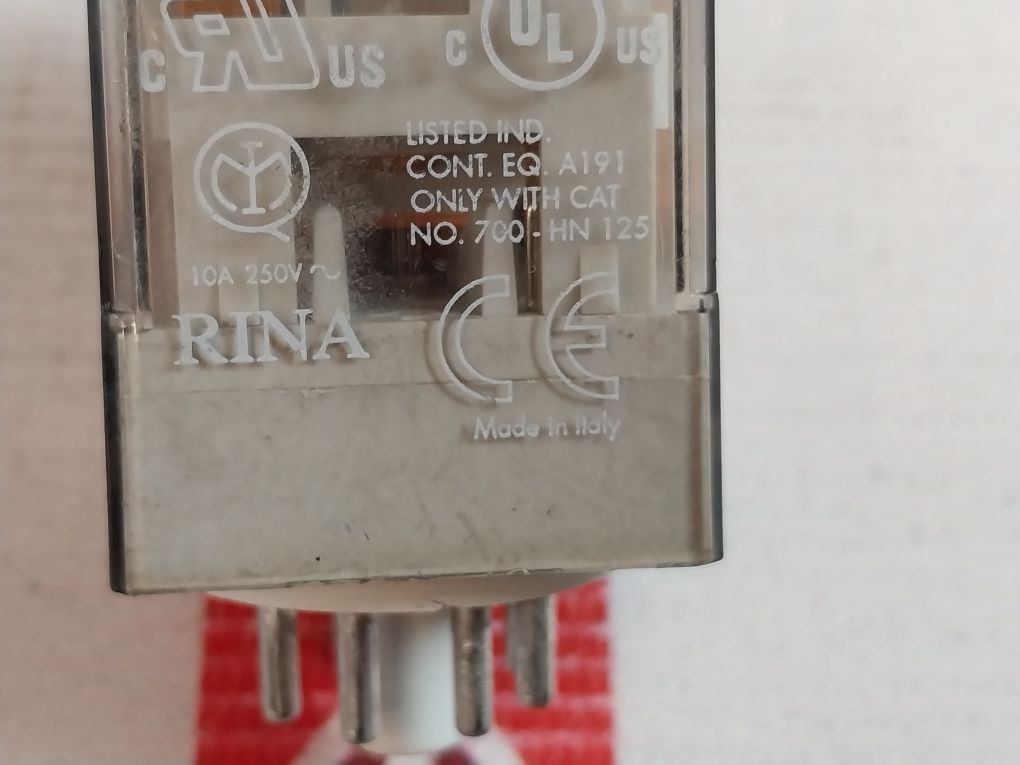 C US
C UL US
LISTED IND.
CONT. EQ. A191
ONLY WITH CAT
NO. 700-HN 125
10A 250V~
RINA
CE
Made in Italy